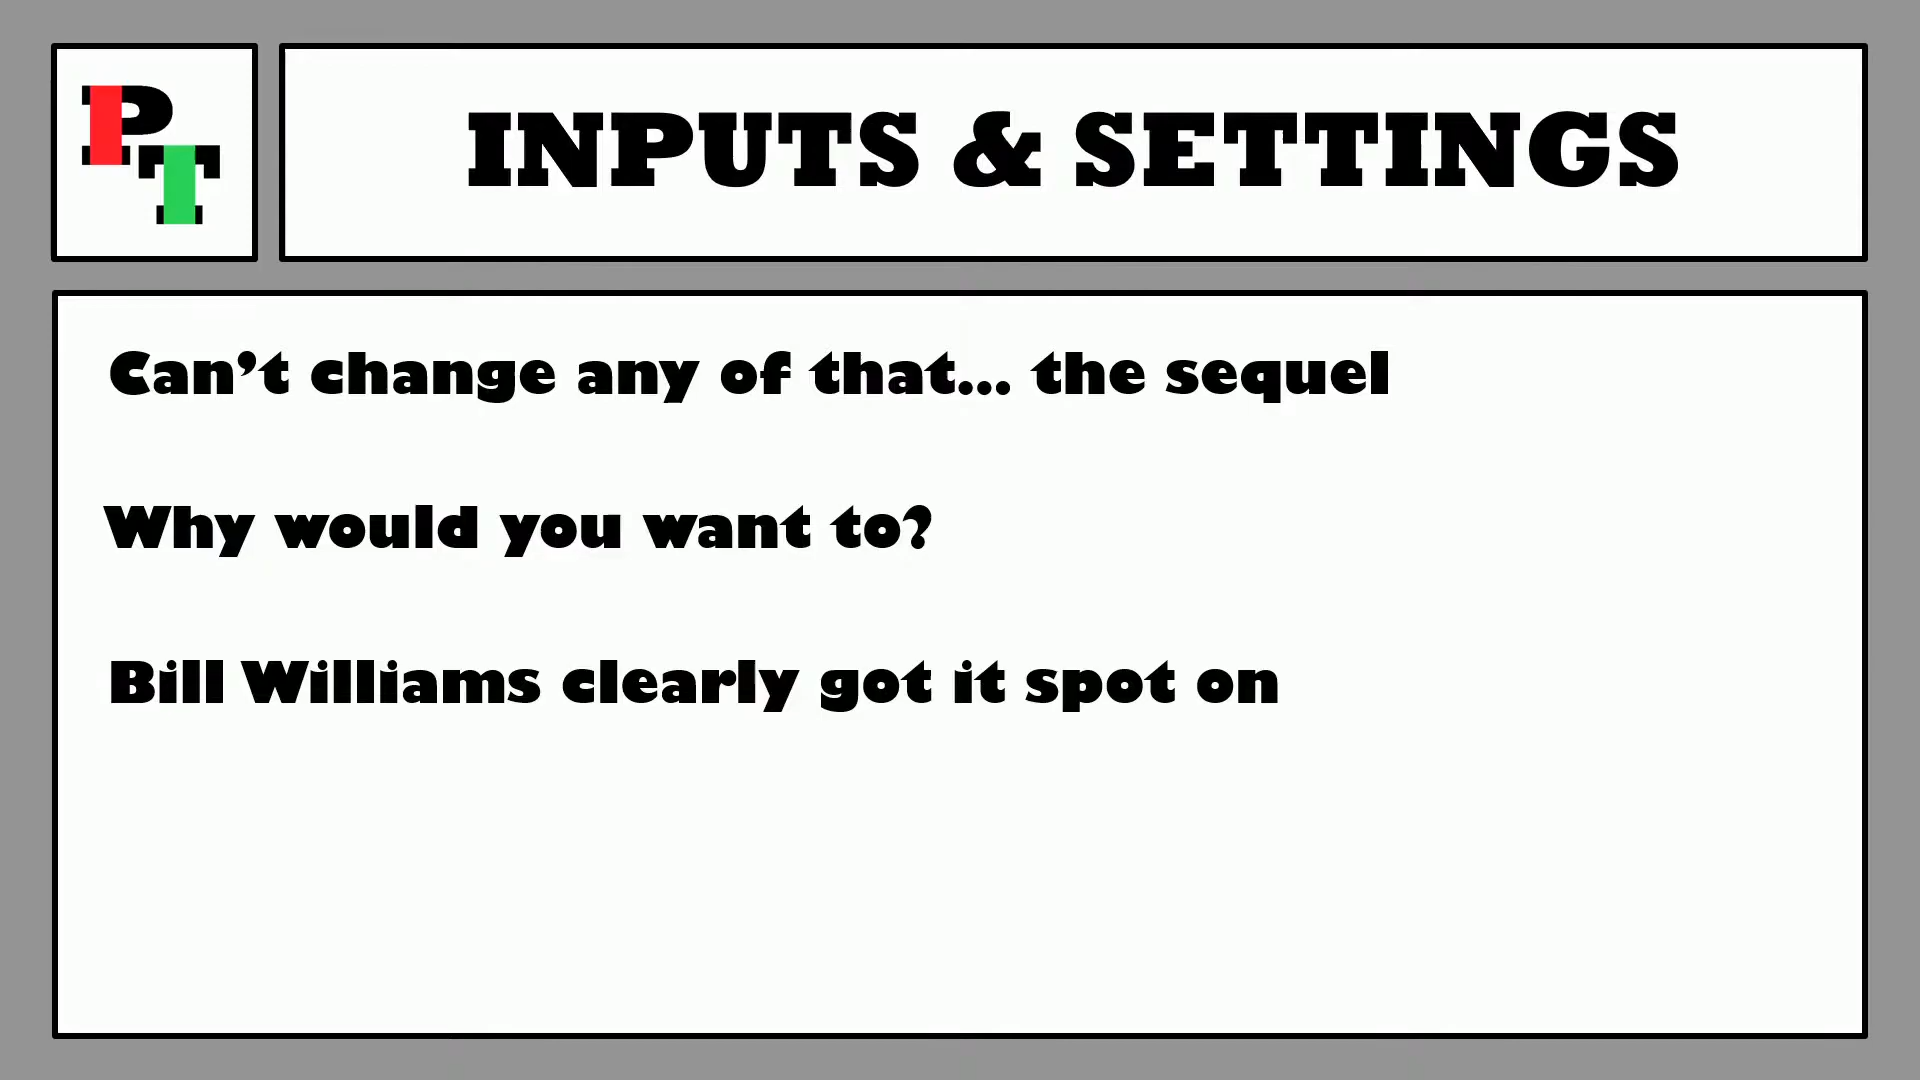 PT
INPUTS & SETTINGS
Can’t change any of that... the sequel
Why would you want to?
Bill Williams clearly got it spot on